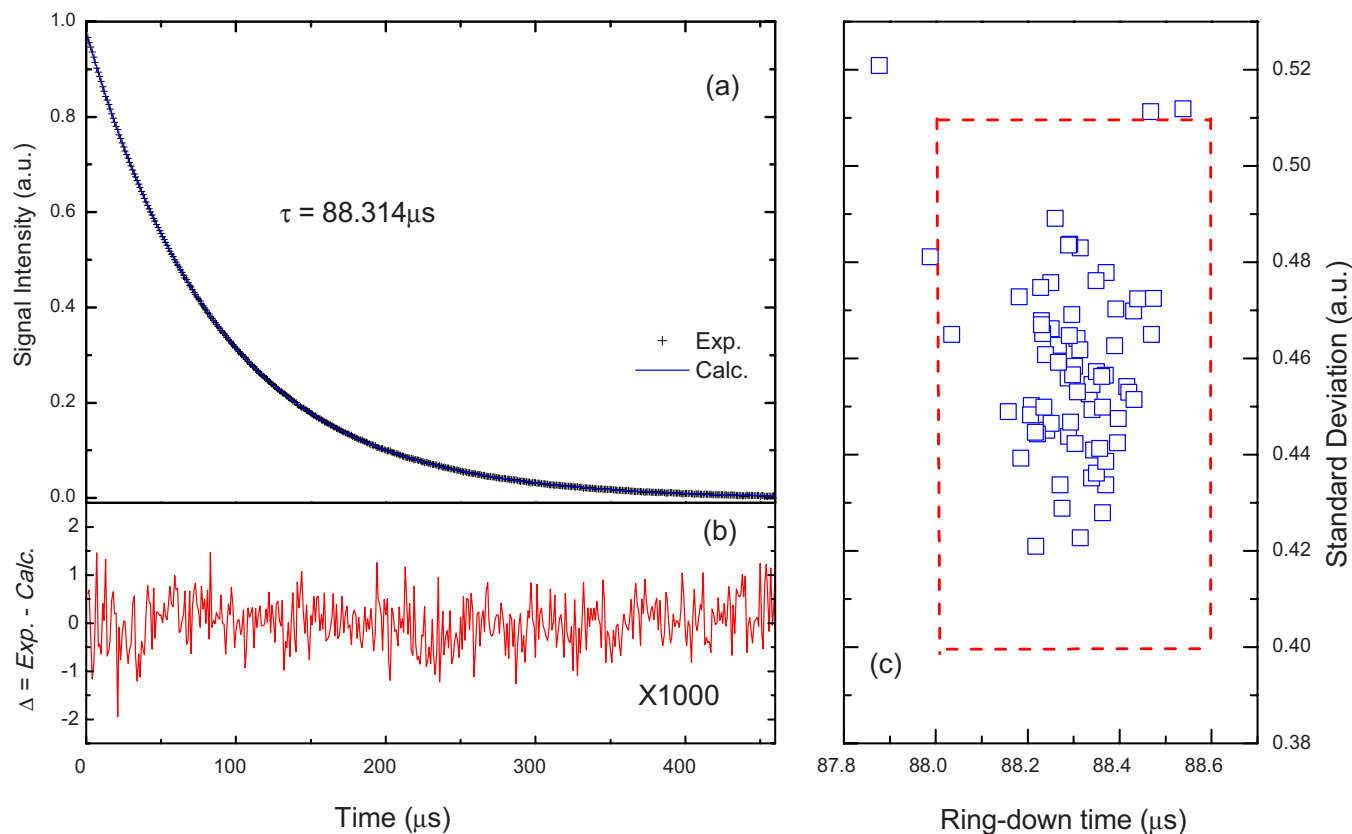 1.0
0.8
0.6
0.4
0.2
0.0
Signal Intensity (a.u.)
(a)
τ = 88.314μs
Exp.
Calc.
2
1
0
-1
-2
Δ = Exp. - Calc.
(b)
X1000
0 100 200 300 400
Time (μs)
0.52
0.50
0.48
0.46
0.44
0.42
0.40
0.38
Standard Deviation (a.u.)
(c)
87.8 88.0 88.2 88.4 88.6
Ring-down time (μs)